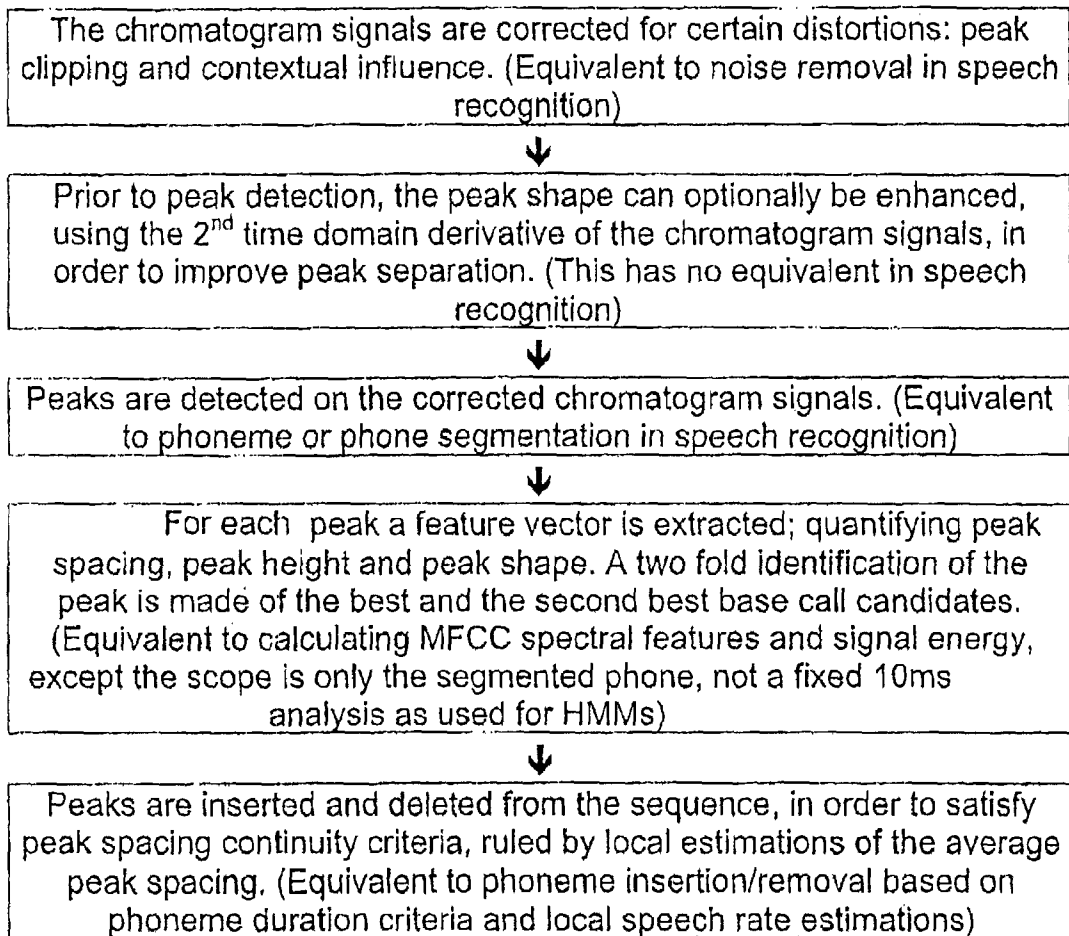 The chromatogram signals are corrected for certain distortions: peak
clipping and contextual influence. (Equivalent to noise removal in speech
recognition)
Prior to peak detection, the peak shape can optionally be enhanced,
using the 2nd time domain derivative of the chromatogram signals, in
order to improve peak separation. (This has no equivalent in speech
recognition)
Peaks are detected on the corrected chromatogram signals. (Equivalent
to phoneme or phone segmentation in speech recognition)
For each peak a feature vector is extracted; quantifying peak
spacing, peak height and peak shape. A two fold identification of the
peak is made of the best and the second best base call candidates.
(Equivalent to calculating MFCC spectral features and signal energy,
except the scope is only the segmented phone, not a fixed 10ms
analysis as used for HMMs)
Peaks are inserted and deleted from the sequence, in order to satisfy
peak spacing continuity criteria, ruled by local estimations of the average
peak spacing. (Equivalent to phoneme insertion/removal based on
phoneme duration criteria and local speech rate estimations)